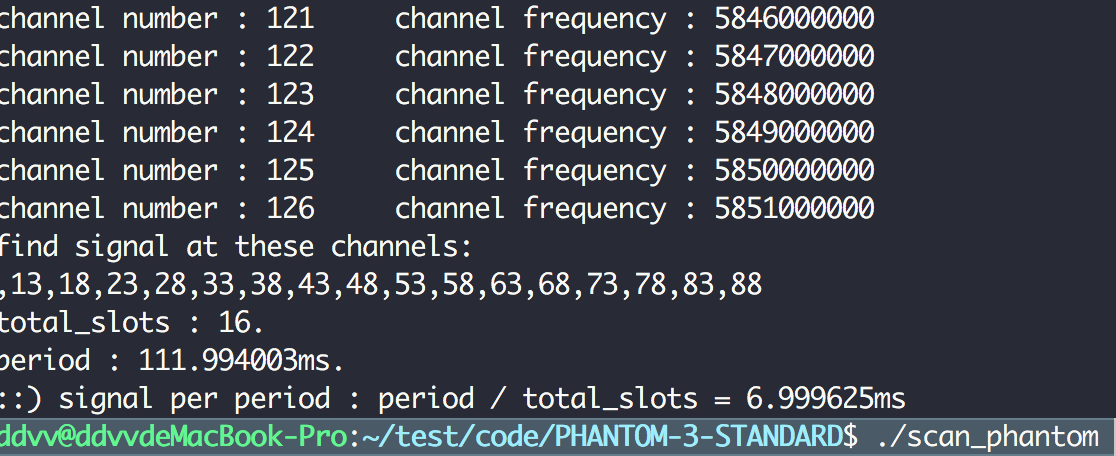 channel number : 121     channel frequency : 5846000000
channel number : 122     channel frequency : 5847000000
channel number : 123     channel frequency : 5848000000
channel number : 124     channel frequency : 5849000000
channel number : 125     channel frequency : 5850000000
channel number : 126     channel frequency : 5851000000
find signal at these channels:
,13,18,23,28,33,38,43,48,53,58,63,68,73,78,83,88
total_slots : 16.
period : 111.994003ms.
::) signal per period : period / total_slots = 6.999625ms
ddvv@ddvvdeMacBook-Pro:~/test/code/PHANTOM-3-STANDARD$ ./scan_phantom